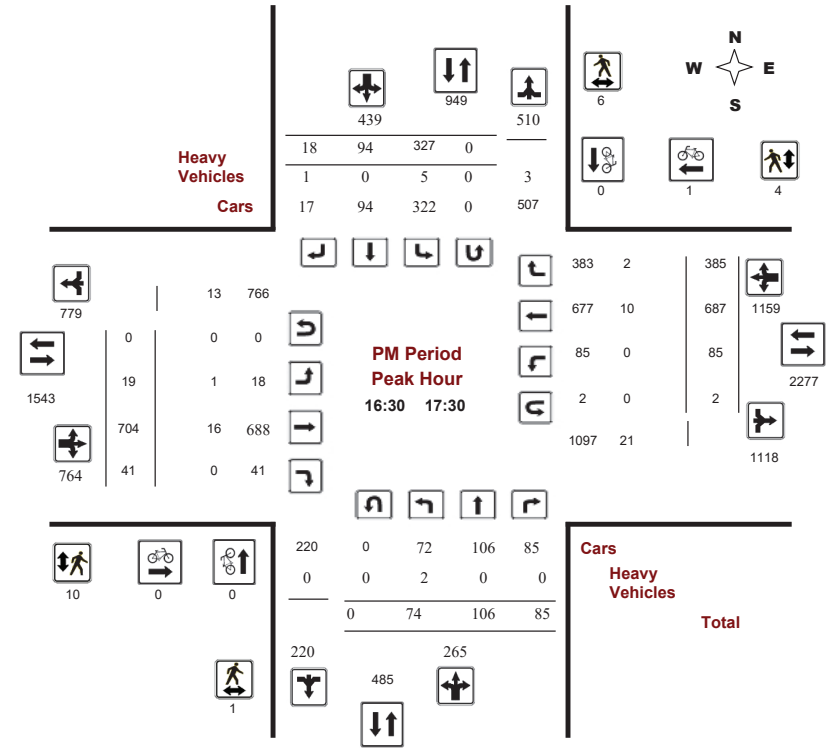 N
W E
S
949
439 510
6
18 94 327 0
Heavy
Vehicles
1 0 5 0 3
Cars
17 94 322 0 507
0 1 4
383 2 385
779
13 766
677 10 687 1159
0 0 0
PM Period
Peak Hour
16:30 17:30
85 0 85
1543
19 1 18
2277
2 0 2
704 16 688
1097 21
764
41 0 41
1118
220 0 72 106 85
Cars
0 0 2 0 0
Heavy
Vehicles
10 0 0
0 74 106 85
Total
220 265
485
1